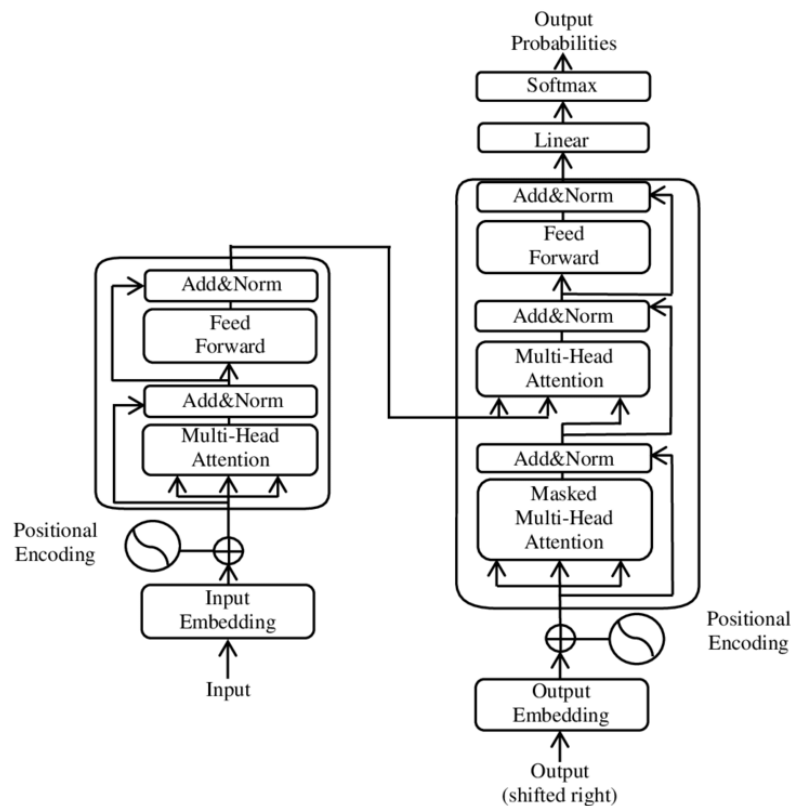 Output
Probabilities
Softmax
Linear
Add&Norm
Feed
Forward
Add&Norm
Multi-Head
Attention
Add&Norm
Masked
Multi-Head
Attention
Positional
Encoding
Output
Embedding
Output
(shifted right)
Add&Norm
Feed
Forward
Add&Norm
Multi-Head
Attention
Positional
Encoding
Input
Embedding
Input